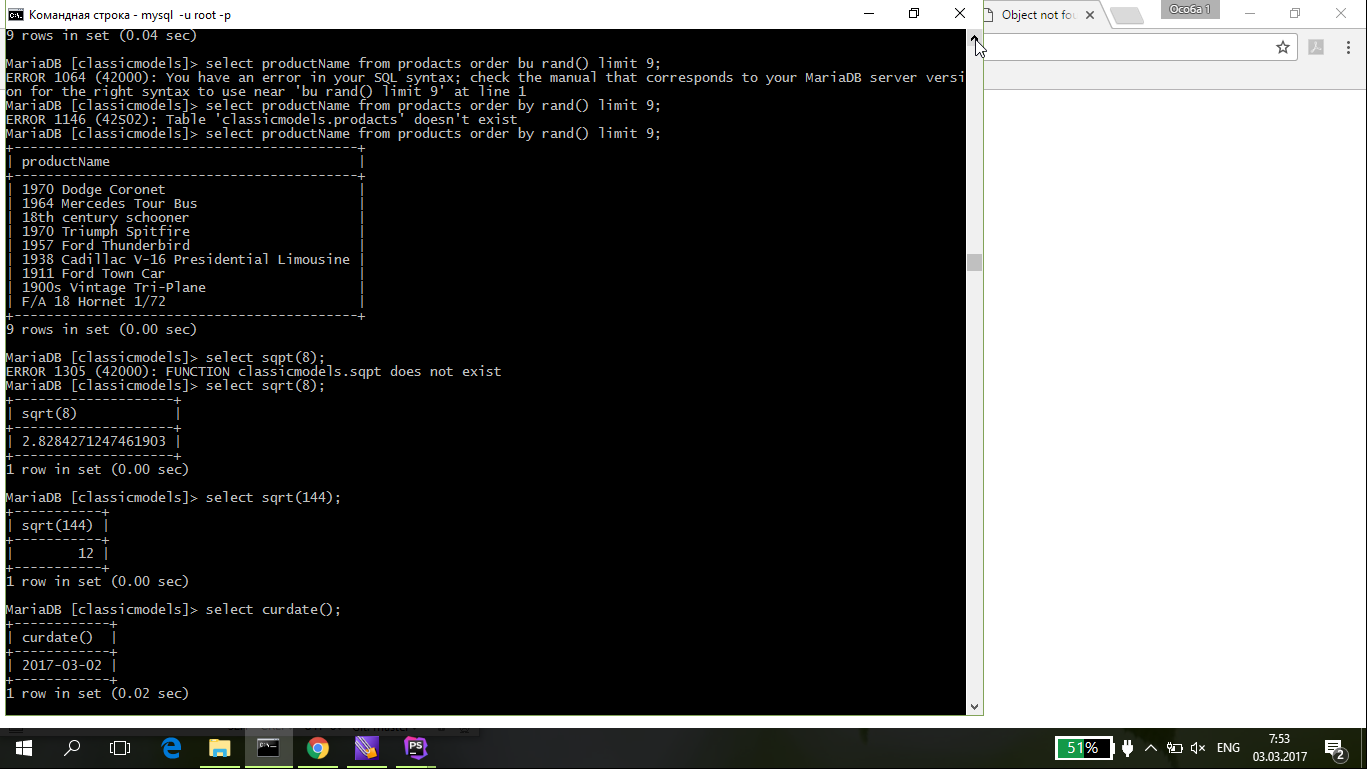 Командная строка - mysql -u root -p
Object not fou
Особа 1
9 rows in set (0.04 sec)
MariaDB [classicmodels]> select productName from products order bu rand() limit 9;
ERROR 1064 (42000): You have an error in your SQL syntax; check the manual that corresponds to your MariaDB server versi
on for the right syntax to use near 'bu rand() limit 9' at line 1
MariaDB [classicmodels]> select productName from prodacts order by rand() limit 9;
ERROR 1146 (42S02): Table 'classicmodels.prodacts' doesn't exist
MariaDB [classicmodels]> select productName from products order by rand() limit 9;
+-------------------------------------------+
| productName                               |
+-------------------------------------------+
| 1970 Dodge Coronet                        |
| 1964 Mercedes Tour Bus                    |
| 18th century schooner                     |
| 1970 Triumph Spitfire                     |
| 1957 Ford Thunderbird                     |
| 1938 Cadillac V-16 Presidential Limousine |
| 1911 Ford Town Car                        |
| 1900s Vintage Tri-Plane                   |
| F/A 18 Hornet 1/72                        |
+-------------------------------------------+
9 rows in set (0.00 sec)
MariaDB [classicmodels]> select sqpt(8);
ERROR 1305 (42000): FUNCTION classicmodels.sqpt does not exist
MariaDB [classicmodels]> select sqrt(8);
+--------------------+
| sqrt(8)            |
+--------------------+
| 2.8284271247461903 |
+--------------------+
1 row in set (0.00 sec)
MariaDB [classicmodels]> select sqrt(144);
+-----------+
| sqrt(144) |
+-----------+
|        12 |
+-----------+
1 row in set (0.00 sec)
MariaDB [classicmodels]> select curdate();
+------------+
| curdate()  |
+------------+
| 2017-03-02 |
+------------+
1 row in set (0.02 sec)
PS
51%
ENG
7:53
03.03.2017
2